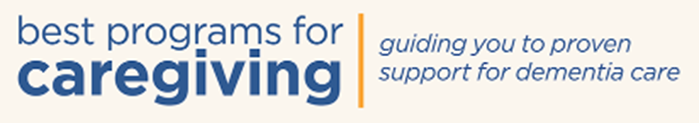 best programs for
caregiving
guiding you to proven
support for dementia care